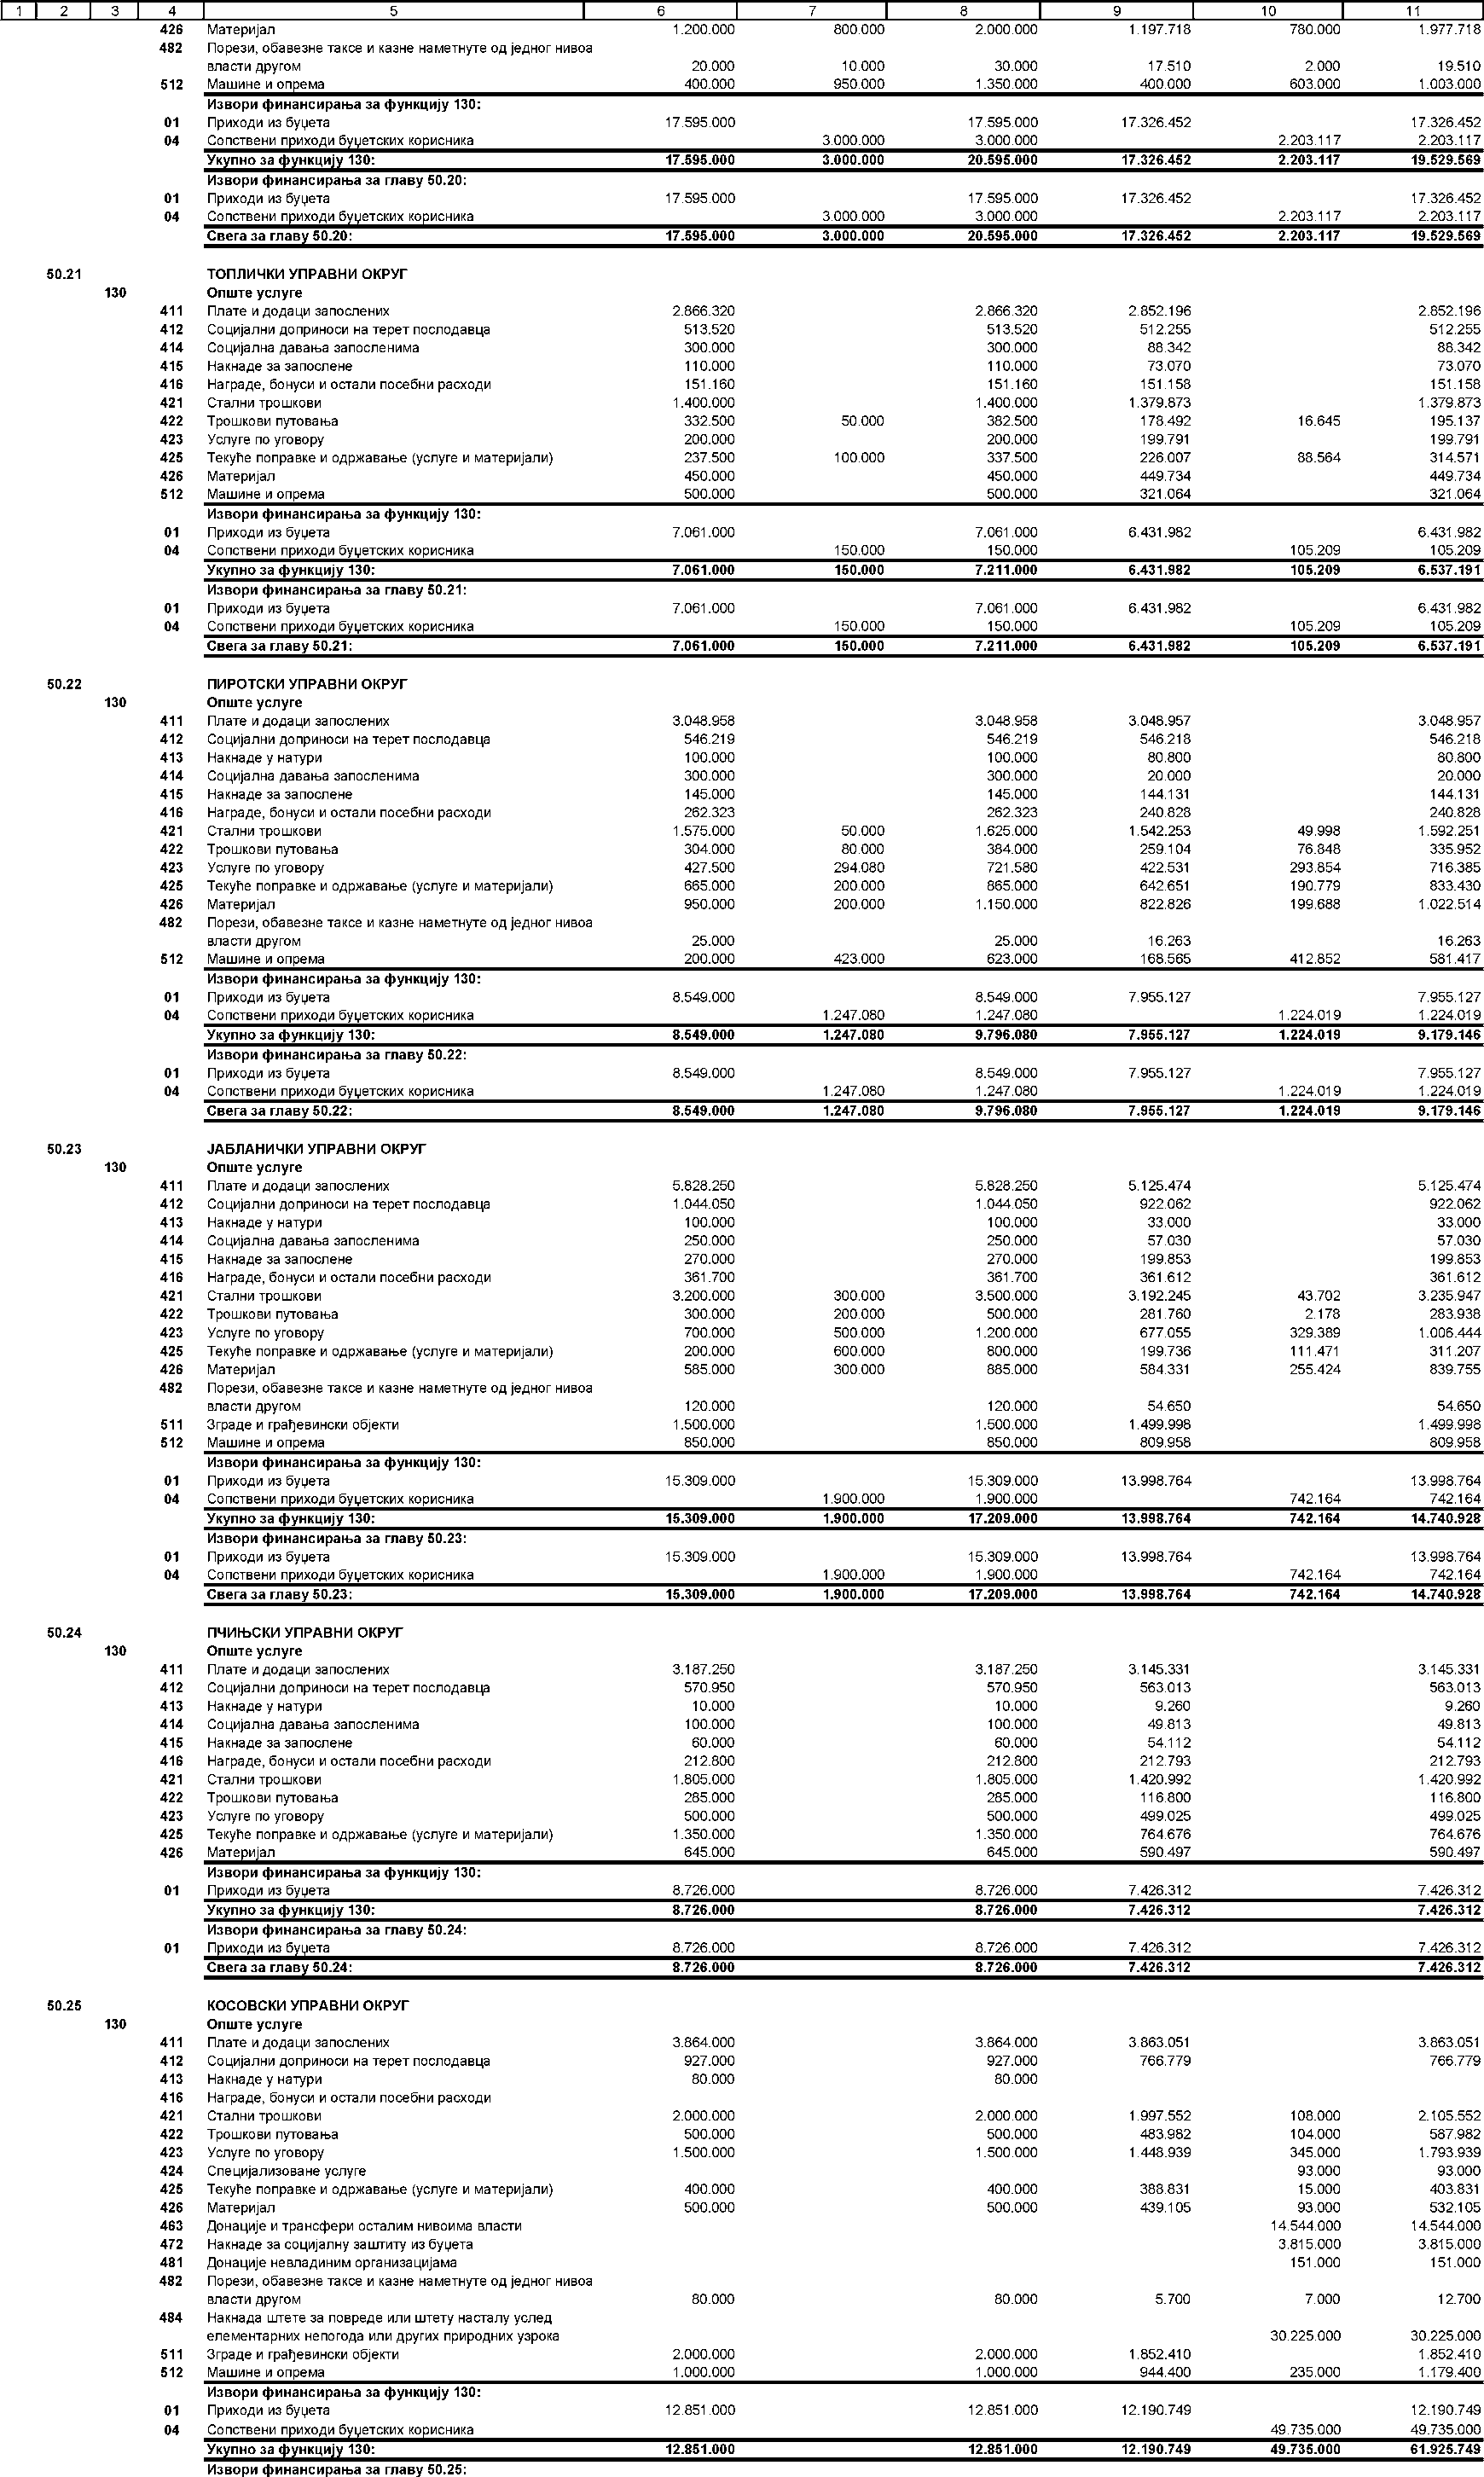 1 2 3 4 5 6 7 8 9 10 11
426 Материјал 1.200.000 800.000 2.000.000 1.197.718 780.000 1.977.718
482 Порези, обавезне таксе и казне наметнуте од једног нивоа
власти другом 20.000 10.000 30.000 17.510 2.000 19.510
512 Машине и опрема 400.000 950.000 1.350.000 400.000 603.000 1.003.000
Извори финансирања за функцију 130:
01 Приходи из буџета 17.595.000 17.595.000 17.326.452 17.326.452
04 Сопствени приходи буџетских корисника 3.000.000 3.000.000 2.203.117 2.203.117
Укупно за функцију 130: 17.595.000 3.000.000 20.595.000 17.326.452 2.203.117 19.529.569
Извори финансирања за главу 50.20:
01 Приходи из буџета 17.595.000 17.595.000 17.326.452 17.326.452
04 Сопствени приходи буџетских корисника 3.000.000 3.000.000 2.203.117 2.203.117
Свега за главу 50.20: 17.595.000 3.000.000 20.595.000 17.326.452 2.203.117 19.529.569
50.21 ТОПЛИЧКИ УПРАВНИ ОКРУГ
130 Опште услуге
411 Плате и додаци запослених 2.866.320 2.866.320 2.852.196 2.852.196
412 Социјални доприноси на терет послодавца 513.520 513.520 512.255 512.255
414 Социјална давања запосленима 300.000 300.000 88.342 88.342
415 Накнаде за запослене 110.000 110.000 73.070 73.070
416 Награде, бонуси и остали посебни расходи 151.160 151.160 151.158 151.158
421 Стални трошкови 1.400.000 1.400.000 1.379.873 1.379.873
422 Трошкови путовања 332.500 50.000 382.500 178.492 16.645 195.137
423 Услуге по уговору 200.000 200.000 199.791 199.791
425 Текуће поправке и одржавање (услуге и материјали) 237.500 100.000 337.500 226.007 88.564 314.571
426 Материјал 450.000 450.000 449.734 449.734
512 Машине и опрема 500.000 500.000 321.064 321.064
Извори финансирања за функцију 130:
01 Приходи из буџета 7.061.000 7.061.000 6.431.982 6.431.982
04 Сопствени приходи буџетских корисника 150.000 150.000 105.209 105.209
Укупно за функцију 130: 7.061.000 150.000 7.211.000 6.431.982 105.209 6.537.191
Извори финансирања за главу 50.21:
01 Приходи из буџета 7.061.000 7.061.000 6.431.982 6.431.982
04 Сопствени приходи буџетских корисника 150.000 150.000 105.209 105.209
Свега за главу 50.21: 7.061.000 150.000 7.211.000 6.431.982 105.209 6.537.191
50.22 ПИРОТСКИ УПРАВНИ ОКРУГ
130 Опште услуге
411 Плате и додаци запослених 3.048.958 3.048.958 3.048.957 3.048.957
412 Социјални доприноси на терет послодавца 546.219 546.219 546.218 546.218
413 Накнаде у натури 100.000 100.000 80.800 80.800
414 Социјална давања запосленима 300.000 300.000 20.000 20.000
415 Накнаде за запослене 145.000 145.000 144.131 144.131
416 Награде, бонуси и остали посебни расходи 262.323 262.323 240.828 240.828
421 Стални трошкови 1.575.000 50.000 1.625.000 1.542.253 49.998 1.592.251
422 Трошкови путовања 304.000 80.000 384.000 259.104 76.848 335.952
423 Услуге по уговору 427.500 294.080 721.580 422.531 293.854 716.385
425 Текуће поправке и одржавање (услуге и материјали) 665.000 200.000 865.000 642.651 190.779 833.430
426 Материјал 950.000 200.000 1.150.000 822.826 199.688 1.022.514
482 Порези, обавезне таксе и казне наметнуте од једног нивоа
власти другом 25.000 25.000 16.263 16.263
512 Машине и опрема 200.000 423.000 623.000 168.565 412.852 581.417
Извори финансирања за функцију 130:
01 Приходи из буџета 8.549.000 8.549.000 7.955.127 7.955.127
04 Сопствени приходи буџетских корисника 1.247.080 1.247.080 1.224.019 1.224.019
Укупно за функцију 130: 8.549.000 1.247.080 9.796.080 7.955.127 1.224.019 9.179.146
Извори финансирања за главу 50.22:
01 Приходи из буџета 8.549.000 8.549.000 7.955.127 7.955.127
04 Сопствени приходи буџетских корисника 1.247.080 1.247.080 1.224.019 1.224.019
Свега за главу 50.22: 8.549.000 1.247.080 9.796.080 7.955.127 1.224.019 9.179.146
50.23 ЈАБЛАНИЧКИ УПРАВНИ ОКРУГ
130 Опште услуге
411 Плате и додаци запослених 5.828.250 5.828.250 5.125.474 5.125.474
412 Социјални доприноси на терет послодавца 1.044.050 1.044.050 922.062 922.062
413 Накнаде у натури 100.000 100.000 33.000 33.000
414 Социјална давања запосленима 250.000 250.000 57.030 57.030
415 Накнаде за запослене 270.000 270.000 199.853 199.853
416 Награде, бонуси и остали посебни расходи 361.700 361.700 361.612 361.612
421 Стални трошкови 3.200.000 300.000 3.500.000 3.192.245 43.702 3.235.947
422 Трошкови путовања 300.000 200.000 500.000 281.760 2.178 283.938
423 Услуге по уговору 700.000 500.000 1.200.000 677.055 329.389 1.006.444
425 Текуће поправке и одржавање (услуге и материјали) 200.000 600.000 800.000 199.736 111.471 311.207
426 Материјал 585.000 300.000 885.000 584.331 255.424 839.755
482 Порези, обавезне таксе и казне наметнуте од једног нивоа
власти другом 120.000 120.000 54.650 54.650
511 Зграде и грађевински објекти 1.500.000 1.500.000 1.499.998 1.499.998
512 Машине и опрема 850.000 850.000 809.958 809.958
Извори финансирања за функцију 130:
01 Приходи из буџета 15.309.000 15.309.000 13.998.764 13.998.764
04 Сопствени приходи буџетских корисника 1.900.000 1.900.000 742.164 742.164
Укупно за функцију 130: 15.309.000 1.900.000 17.209.000 13.998.764 742.164 14.740.928
Извори финансирања за главу 50.23:
01 Приходи из буџета 15.309.000 15.309.000 13.998.764 13.998.764
04 Сопствени приходи буџетских корисника 1.900.000 1.900.000 742.164 742.164
Свега за главу 50.23: 15.309.000 1.900.000 17.209.000 13.998.764 742.164 14.740.928
50.24 ПЧИЊСКИ УПРАВНИ ОКРУГ
130 Опште услуге
411 Плате и додаци запослених 3.187.250 3.187.250 3.145.331 3.145.331
412 Социјални доприноси на терет послодавца 570.950 570.950 563.013 563.013
413 Накнаде у натури 10.000 10.000 9.260 9.260
414 Социјална давања запосленима 100.000 100.000 49.813 49.813
415 Накнаде за запослене 60.000 60.000 54.112 54.112
416 Награде, бонуси и остали посебни расходи 212.800 212.800 212.793 212.793
421 Стални трошкови 1.805.000 1.805.000 1.420.992 1.420.992
422 Трошкови путовања 285.000 285.000 116.800 116.800
423 Услуге по уговору 500.000 500.000 499.025 499.025
425 Текуће поправке и одржавање (услуге и материјали) 1.350.000 1.350.000 764.676 764.676
426 Материјал 645.000 645.000 590.497 590.497
Извори финансирања за функцију 130:
01 Приходи из буџета 8.726.000 8.726.000 7.426.312 7.426.312
Укупно за функцију 130: 8.726.000 8.726.000 7.426.312 7.426.312
Извори финансирања за главу 50.24:
01 Приходи из буџета 8.726.000 8.726.000 7.426.312 7.426.312
Свега за главу 50.24: 8.726.000 8.726.000 7.426.312 7.426.312
50.25 КОСОВСКИ УПРАВНИ ОКРУГ
130 Опште услуге
411 Плате и додаци запослених 3.864.000 3.864.000 3.863.051 3.863.051
412 Социјални доприноси на терет послодавца 927.000 927.000 766.779 766.779
413 Накнаде у натури 80.000 80.000
416 Награде, бонуси и остали посебни расходи
421 Стални трошкови 2.000.000 2.000.000 1.997.552 108.000 2.105.552
422 Трошкови путовања 500.000 500.000 483.982 104.000 587.982
423 Услуге по уговору 1.500.000 1.500.000 1.448.939 345.000 1.793.939
424 Специјализоване услуге 93.000 93.000
425 Текуће поправке и одржавање (услуге и материјали) 400.000 400.000 388.831 15.000 403.831
426 Материјал 500.000 500.000 439.105 93.000 532.105
463 Донације и трансфери осталим нивоима власти 14.544.000 14.544.000
472 Накнаде за социјалну заштиту из буџета 3.815.000 3.815.000
481 Донације невладиним организацијама 151.000 151.000
482 Порези, обавезне таксе и казне наметнуте од једног нивоа
власти другом 80.000 80.000 5.700 7.000 12.700
484 Накнада штете за повреде или штету насталу услед
елементарних непогода или других природних узрока 30.225.000 30.225.000
511 Зграде и грађевински објекти 2.000.000 2.000.000 1.852.410 1.852.410
512 Машине и опрема 1.000.000 1.000.000 944.400 235.000 1.179.400
Извори финансирања за функцију 130:
01 Приходи из буџета 12.851.000 12.851.000 12.190.749 12.190.749
04 Сопствени приходи буџетских корисника 49.735.000 49.735.000
Укупно за функцију 130: 12.851.000 12.851.000 12.190.749 49.735.000 61.925.749
Извори финансирања за главу 50.25: